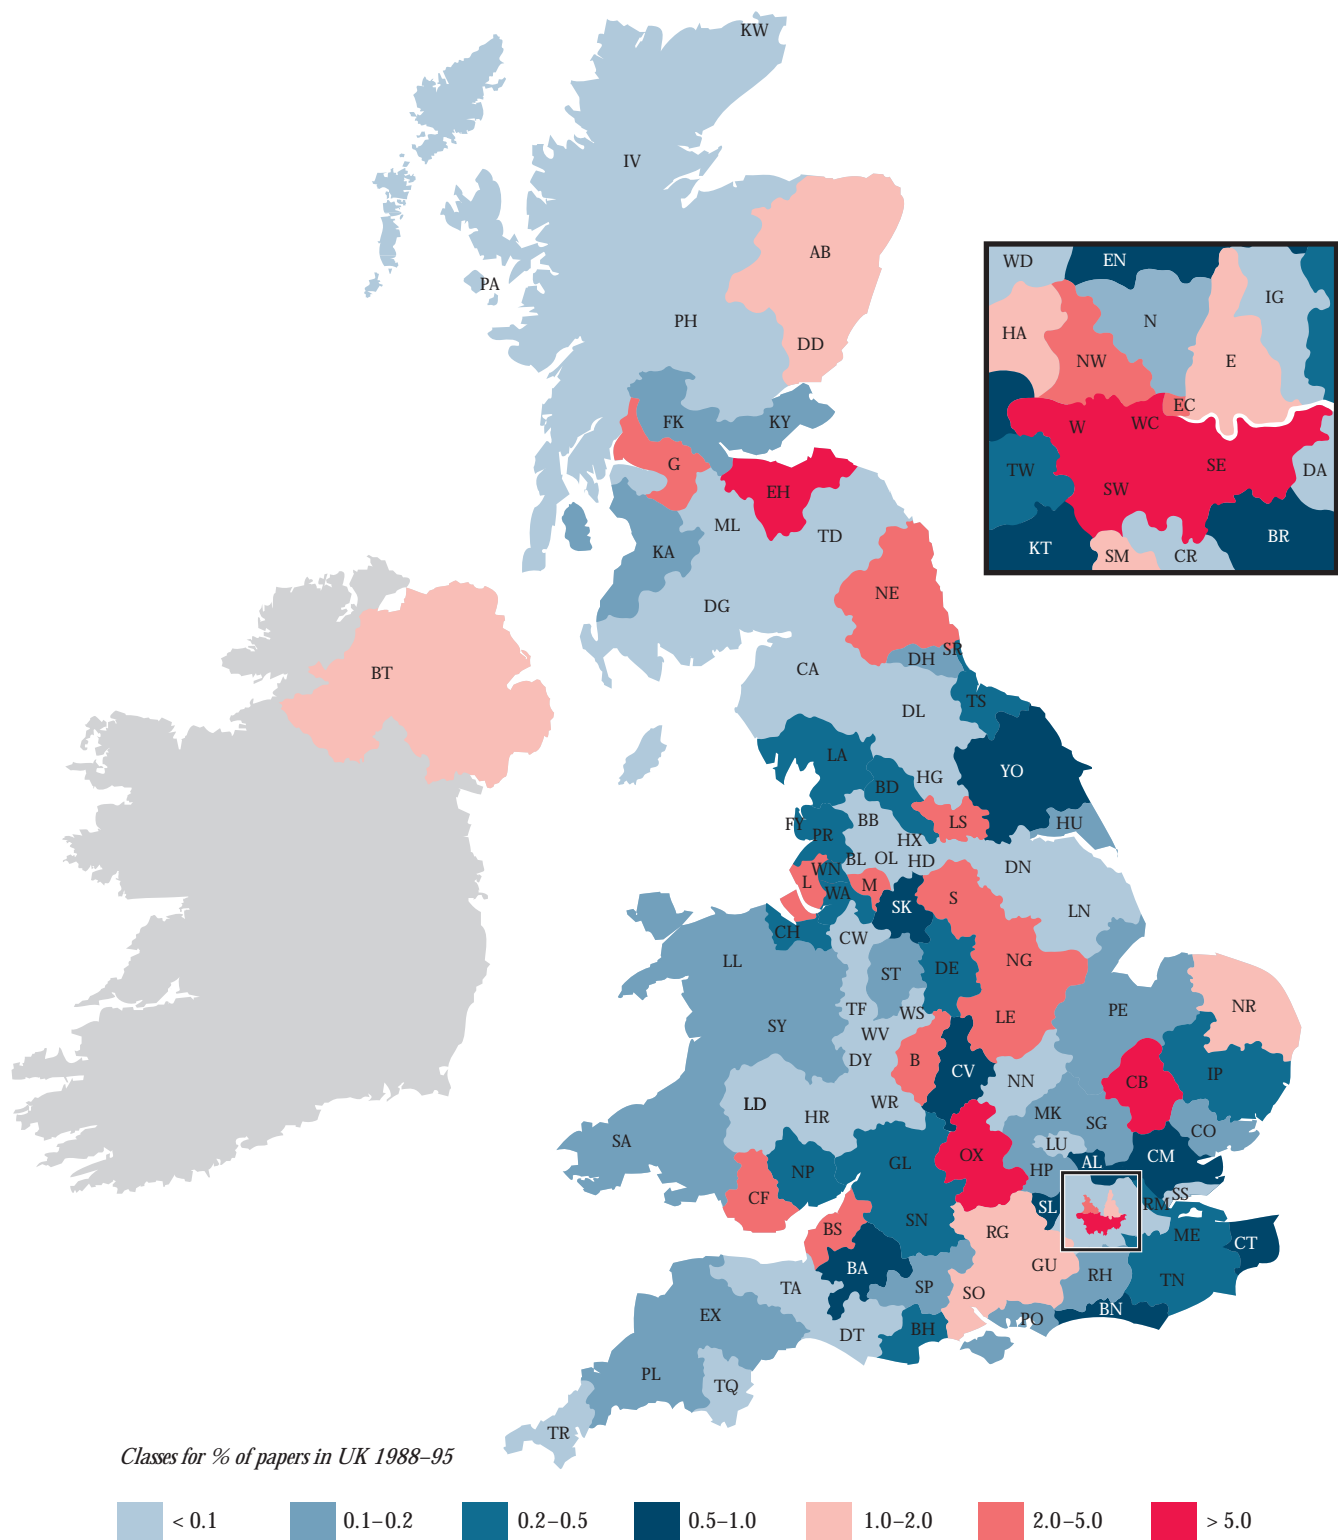 KW
IV
AB
PA
PH
DD
FK
KY
G
EH
ML
TD
KA
NE
DG
SR
DH
BT
CA
TS
DL
LA
YO
HG
BD
BB
LS
HU
FY
PR
HX
BL
OL
HD
DN
WN
L
M
WA
S
SK
LN
CH
CW
LL
ST
DE
NG
NR
TF
WS
PE
SY
WV
LE
DY
B
CV
NN
CB
IP
LD
HR
WR
MK
SG
CO
SA
LU
OX
CM
NP
GL
HP
AL
CF
SL
RM
SS
BS
SN
RG
ME
CT
BA
GU
RH
TN
TA
SP
SO
EX
PO
BN
DT
BH
PL
TQ
TR
WD
EN
IG
N
HA
NW
E
EC
W
WC
SE
TW
DA
SW
KT
BR
SM
CR
Classes for % of papers in UK 1988–95
< 0.1 0.1–0.2 0.2–0.5 0.5–1.0 1.0–2.0 2.0–5.0 > 5.0